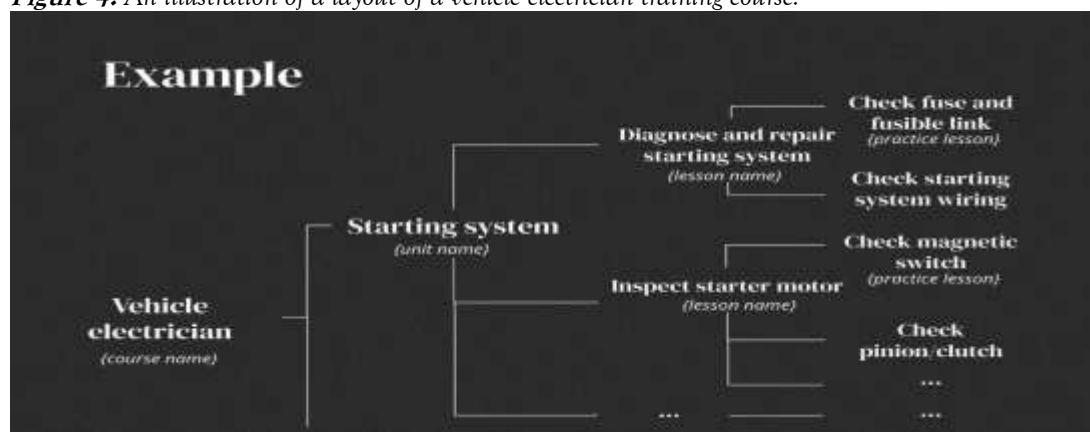 Figure 4. An illustration of a layout of a vehicle electrician training course.
Example
Vehicle
electrician
(course name)
Starting system
(unit name)
Diagnose and repair
starting system
(lesson name)
Check fuse and
fusible link
(practice lesson)
Check starting
system wiring
Inspect starter motor
(lesson name)
Check magnetic
switch
(practice lesson)
Check
pinion/clutch
...
...
...